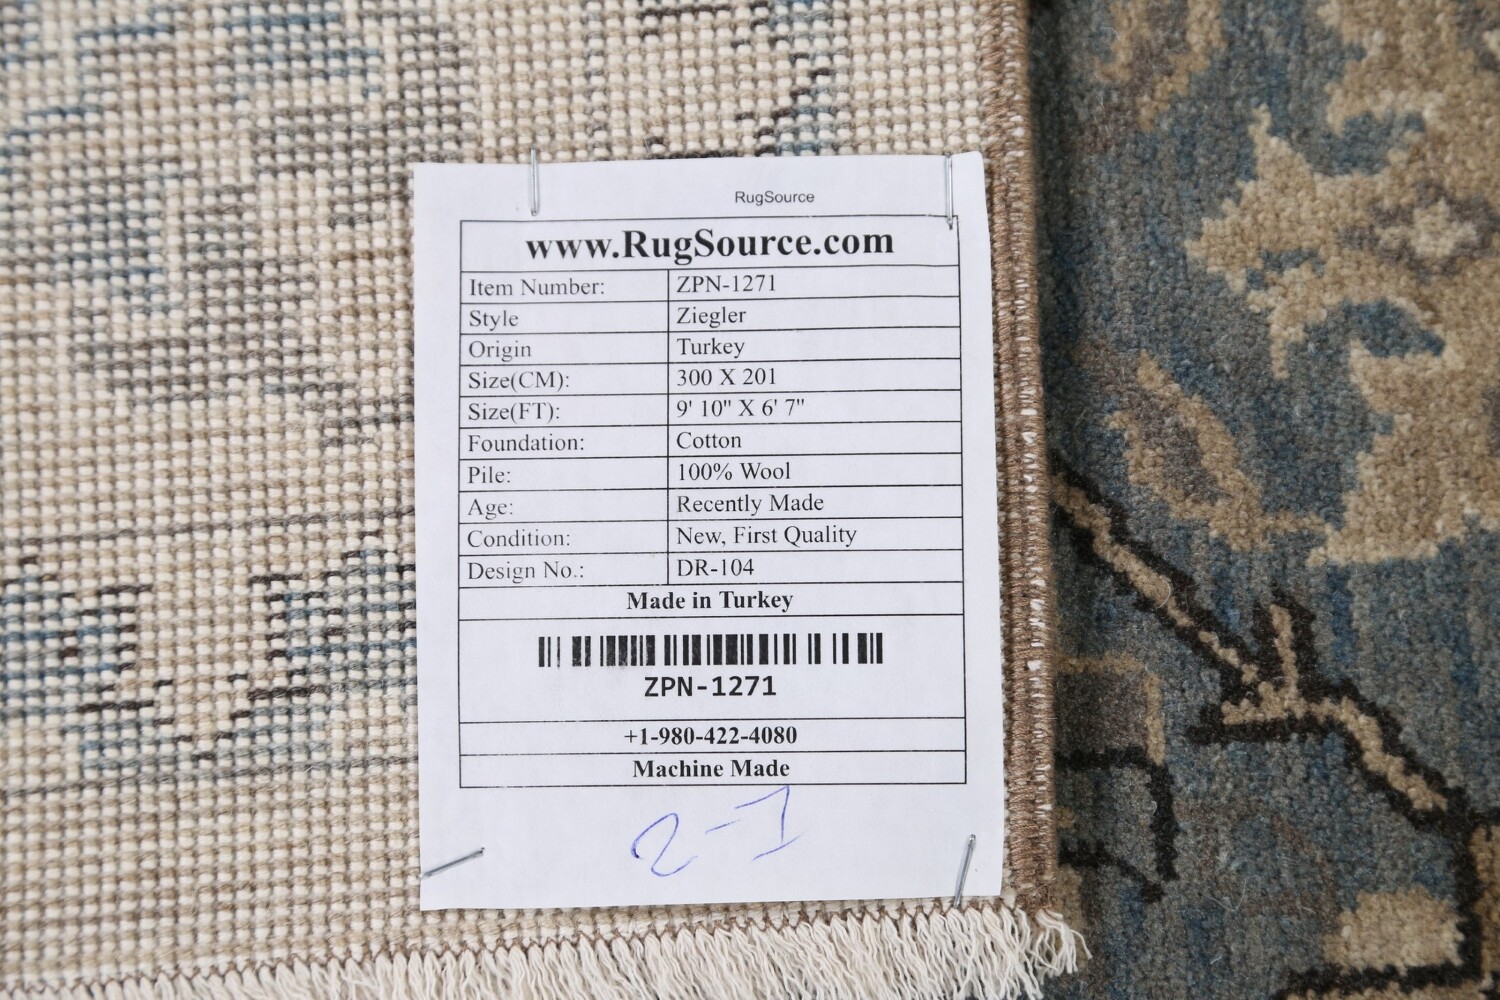 RugSource
www.RugSource.com
Item Number: ZPN-1271
Style Ziegler
Origin Turkey
Size(CM): 300 X 201
Size(FT): 9' 10" X 6' 7"
Foundation: Cotton
Pile: 100% Wool
Age: Recently Made
Condition: New, First Quality
Design No.: DR-104
Made in Turkey
ZPN-1271
+1-980-422-4080
Machine Made
2-1